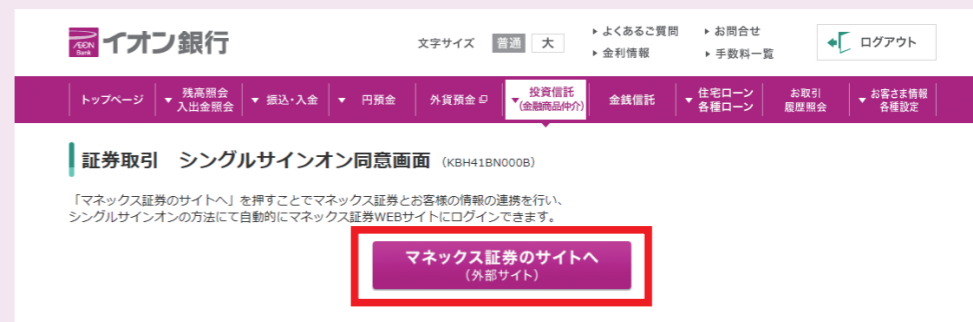 AEON Bank イオン銀行
文字サイズ 普通 大
よくあるご質問 お問合せ
金利情報 手数料一覧
ログアウト
トップページ
残高照会
入出金照会
振込・入金
円預金
外貨預金
投資信託
(金融商品仲介)
金銭信託
住宅ローン
各種ローン
お取引
履歴照会
お客さま情報
各種設定
証券取引 シングルサインオン同意画面 (KBH41BN000B)
「マネックス証券のサイトへ」を押すことでマネックス証券とお客様の情報の連携を行い、
シングルサインオンの方法にて自動的にマネックス証券WEBサイトにログインできます。
マネックス証券のサイトへ
(外部サイト)